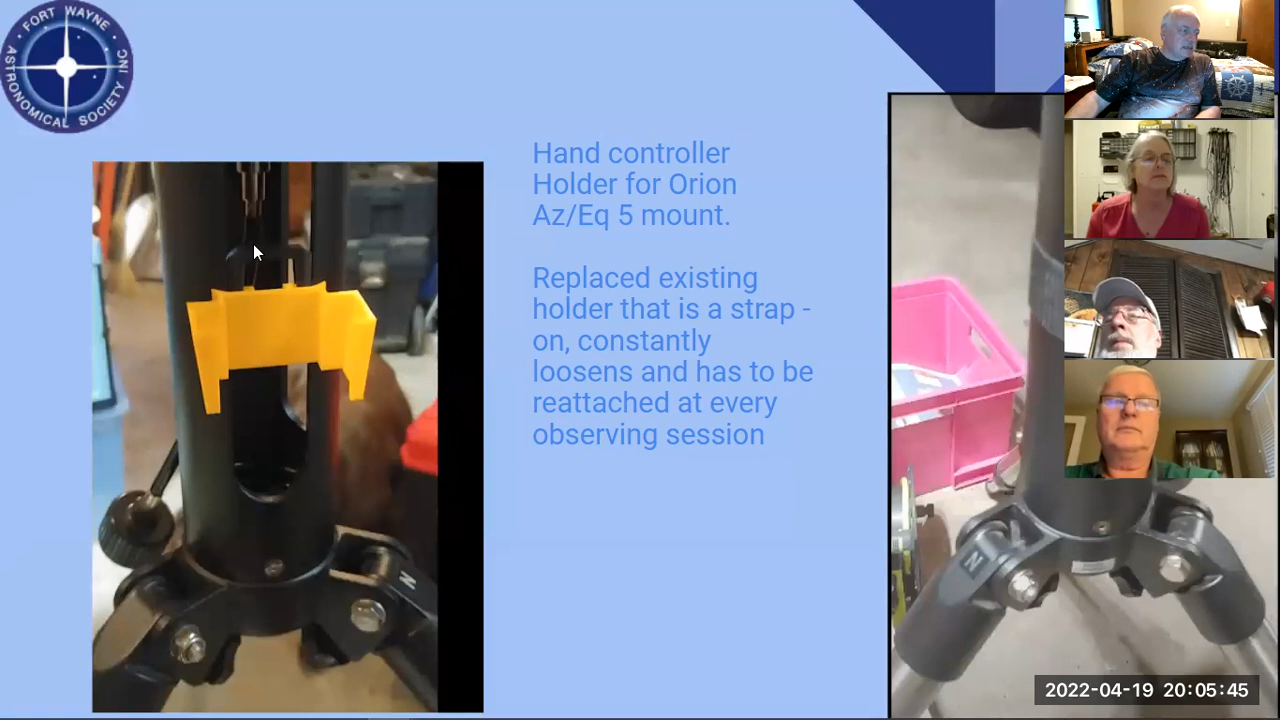 FORT WAYNE
ASTRONOMICAL SOCIETY INC
Hand controller
Holder for Orion
Az/Eq 5 mount.
Replaced existing
holder that is a strap -
on, constantly
loosens and has to be
reattached at every
observing session
N
N
2022-04-19 20:05:45